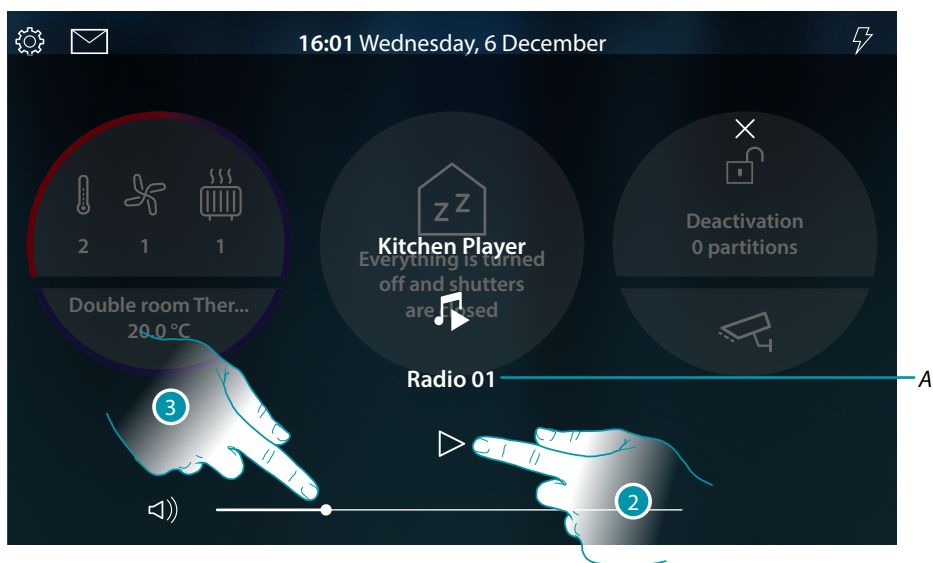 16:01 Wednesday, 6 December
2 1 1
Double room Ther...
20.0 °C
Z Z
Kitchen Player
Everything is turned
off and shutters
are closed
Deactivation
0 partitions
Radio 01
A
3
2